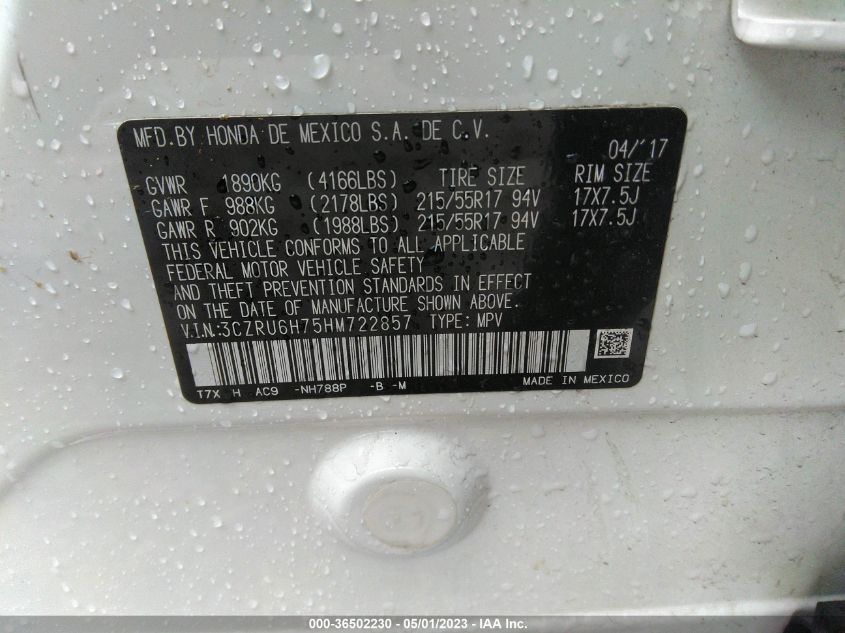 MFD.BY HONDA DE MEXICO S.A. DE C.V. 04/'17
GVWR 1890KG (4166LBS) TIRE SIZE RIM SIZE
GAWR F 988KG (2178LBS) 215/55R17 94V 17X7.5J
GAWR R 902KG (1988LBS) 215/55R17 94V 17X7.5J
THIS VEHICLE CONFORMS TO ALL APPLICABLE
FEDERAL MOTOR VEHICLE SAFETY
AND THEFT PREVENTION STANDARDS IN EFFECT
ON THE DATE OF MANUFACTURE SHOWN ABOVE.
V.I.N:3CZRU6H75HM722857 TYPE: MPV
T7X H AC9 -NH788P -B -M MADE IN MEXICO
000-36502230 - 05/01/2023 - IAA Inc.